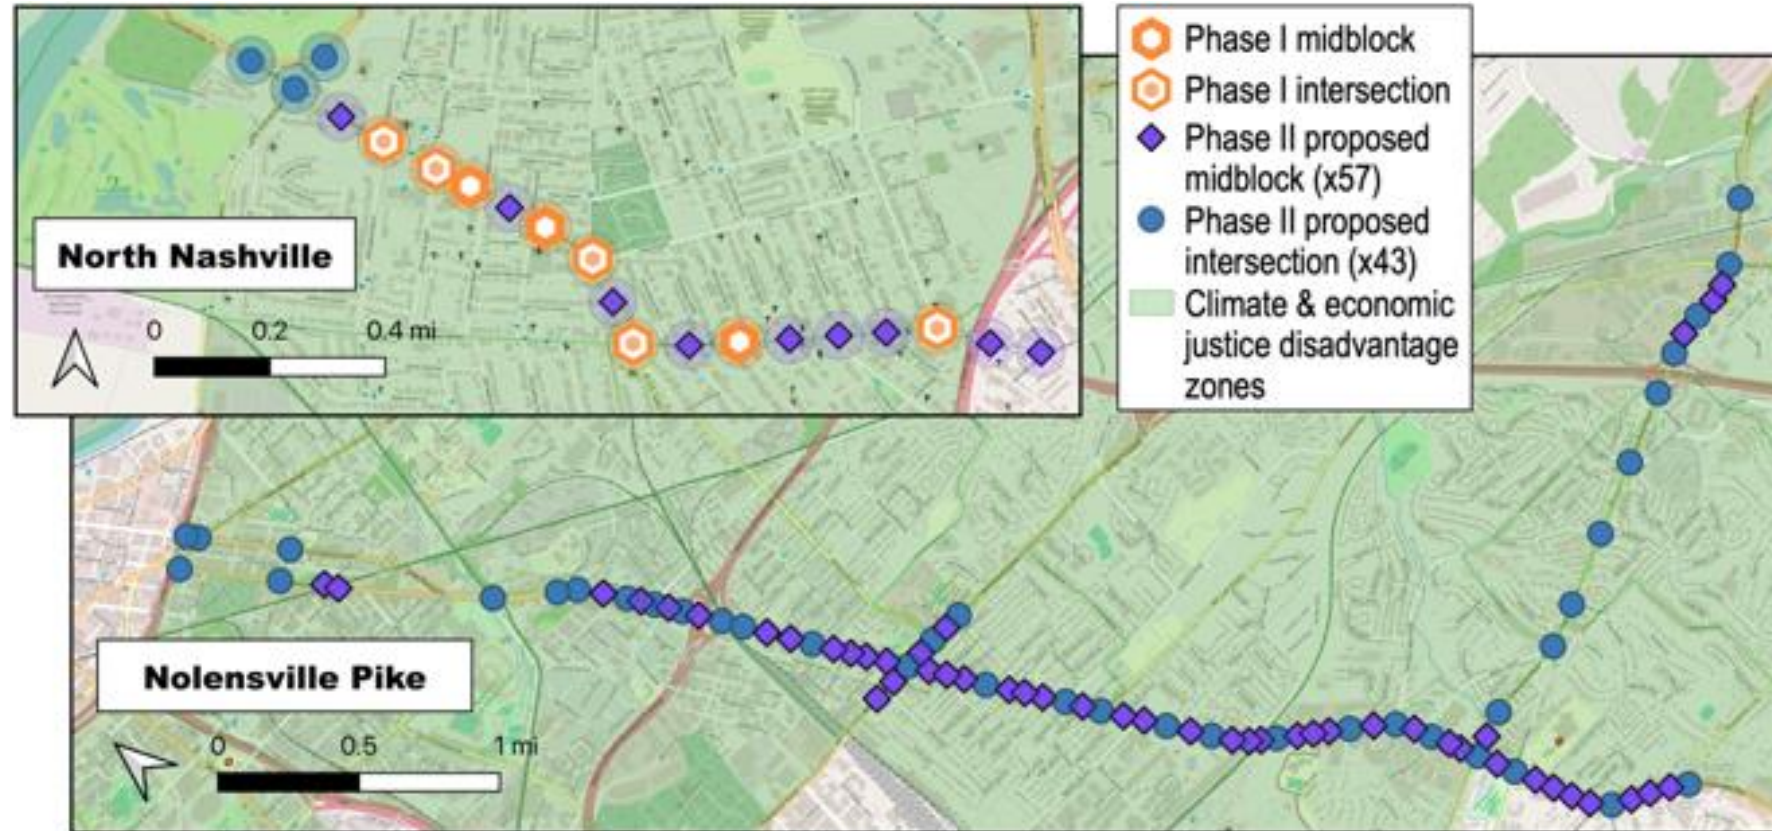 Phase I midblock
Phase I intersection
Phase II proposed
midblock (x57)
Phase II proposed
intersection (x43)
Climate & economic
justice disadvantage
zones
North Nashville
0 0.2 0.4 mi
Nolensville Pike
0 0.5 1 mi